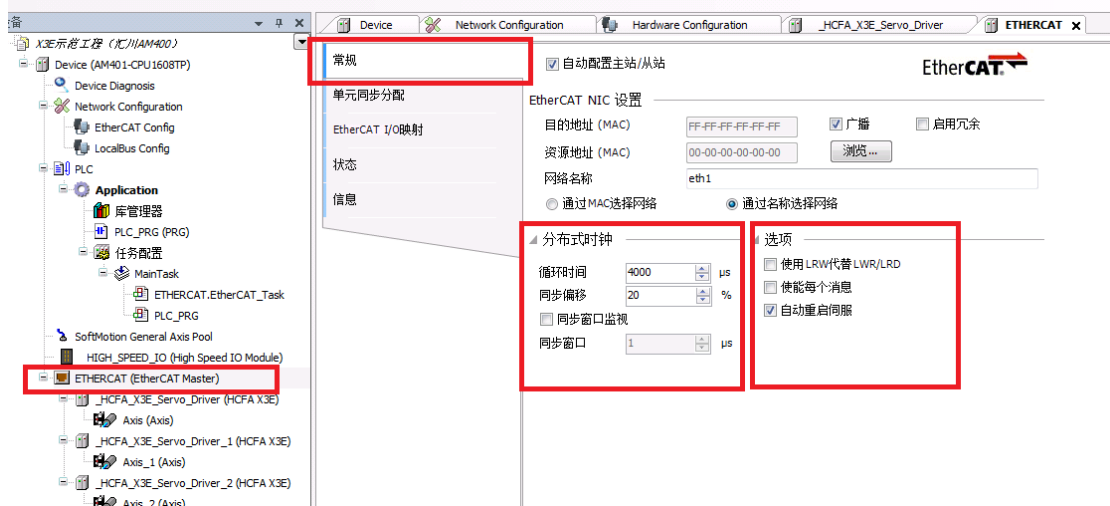 备
X3E示范工程（汇川AM400）
Device (AM401-CPU1608TP)
Device Diagnosis
Network Configuration
EtherCAT Config
LocalBus Config
PLC
Application
库管理器
PLC_PRG (PRG)
任务配置
MainTask
ETHERCAT.EtherCAT_Task
PLC_PRG
SoftMotion General Axis Pool
HIGH_SPEED_IO (High Speed IO Module)
ETHERCAT (EtherCAT Master)
_HCFA_X3E_Servo_Driver (HCFA X3E)
Axis (Axis)
_HCFA_X3E_Servo_Driver_1 (HCFA X3E)
Axis_1 (Axis)
_HCFA_X3E_Servo_Driver_2 (HCFA X3E)
Axis_2 (Axis)
Device
Network Configuration
Hardware Configuration
_HCFA_X3E_Servo_Driver
ETHERCAT
常规
单元同步分配
EtherCAT I/O映射
状态
信息
自动配置主站/从站
EtherCAT
EtherCAT NIC 设置
目的地址 (MAC) FF-FF-FF-FF-FF-FF 广播 启用冗余
资源地址 (MAC) 00-00-00-00-00-00 浏览...
网络名称 eth1
通过MAC选择网络 通过名称选择网络
分布式时钟
循环时间 4000 µs
同步偏移 20 %
同步窗口监视
同步窗口 1 µs
选项
使用LRW代替LWR/LRD
使能每个消息
自动重启伺服